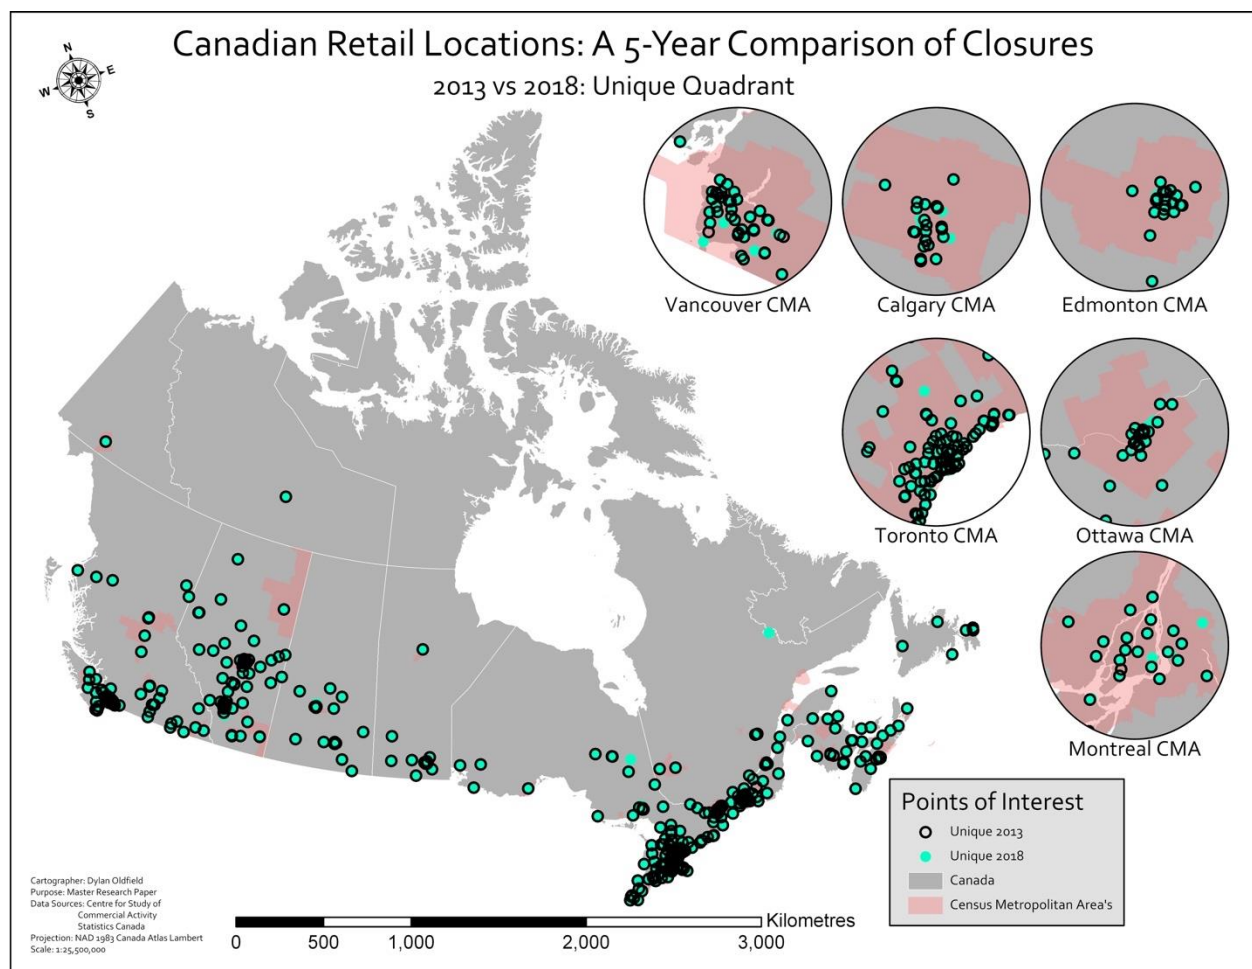 Canadian Retail Locations: A 5-Year Comparison of Closures
2013 vs 2018: Unique Quadrant
N
E
W
S
Vancouver CMA
Calgary CMA
Edmonton CMA
Toronto CMA
Ottawa CMA
Montreal CMA
Points of Interest
Unique 2013
Unique 2018
Canada
Census Metropolitan Area's
Cartographer: Dylan Oldfield
Purpose: Master Research Paper
Data Sources: Centre for Study of
Commercial Activity
Statistics Canada
Projection: NAD 1983 Canada Atlas Lambert
Scale: 1:25,500,000
Kilometres
0 500 1,000 2,000 3,000